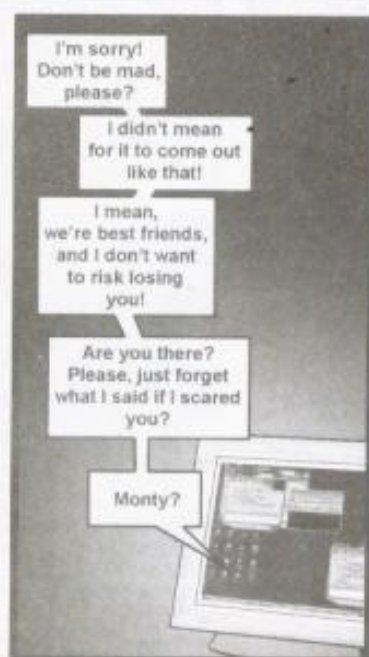 I'm sorry!
Don't be mad,
please?
I didn't mean
for it to come out
like that!
I mean,
we're best friends,
and I don't want
to risk losing
you!
Are you there?
Please, just forget
what I said if I scared
you?
Monty?